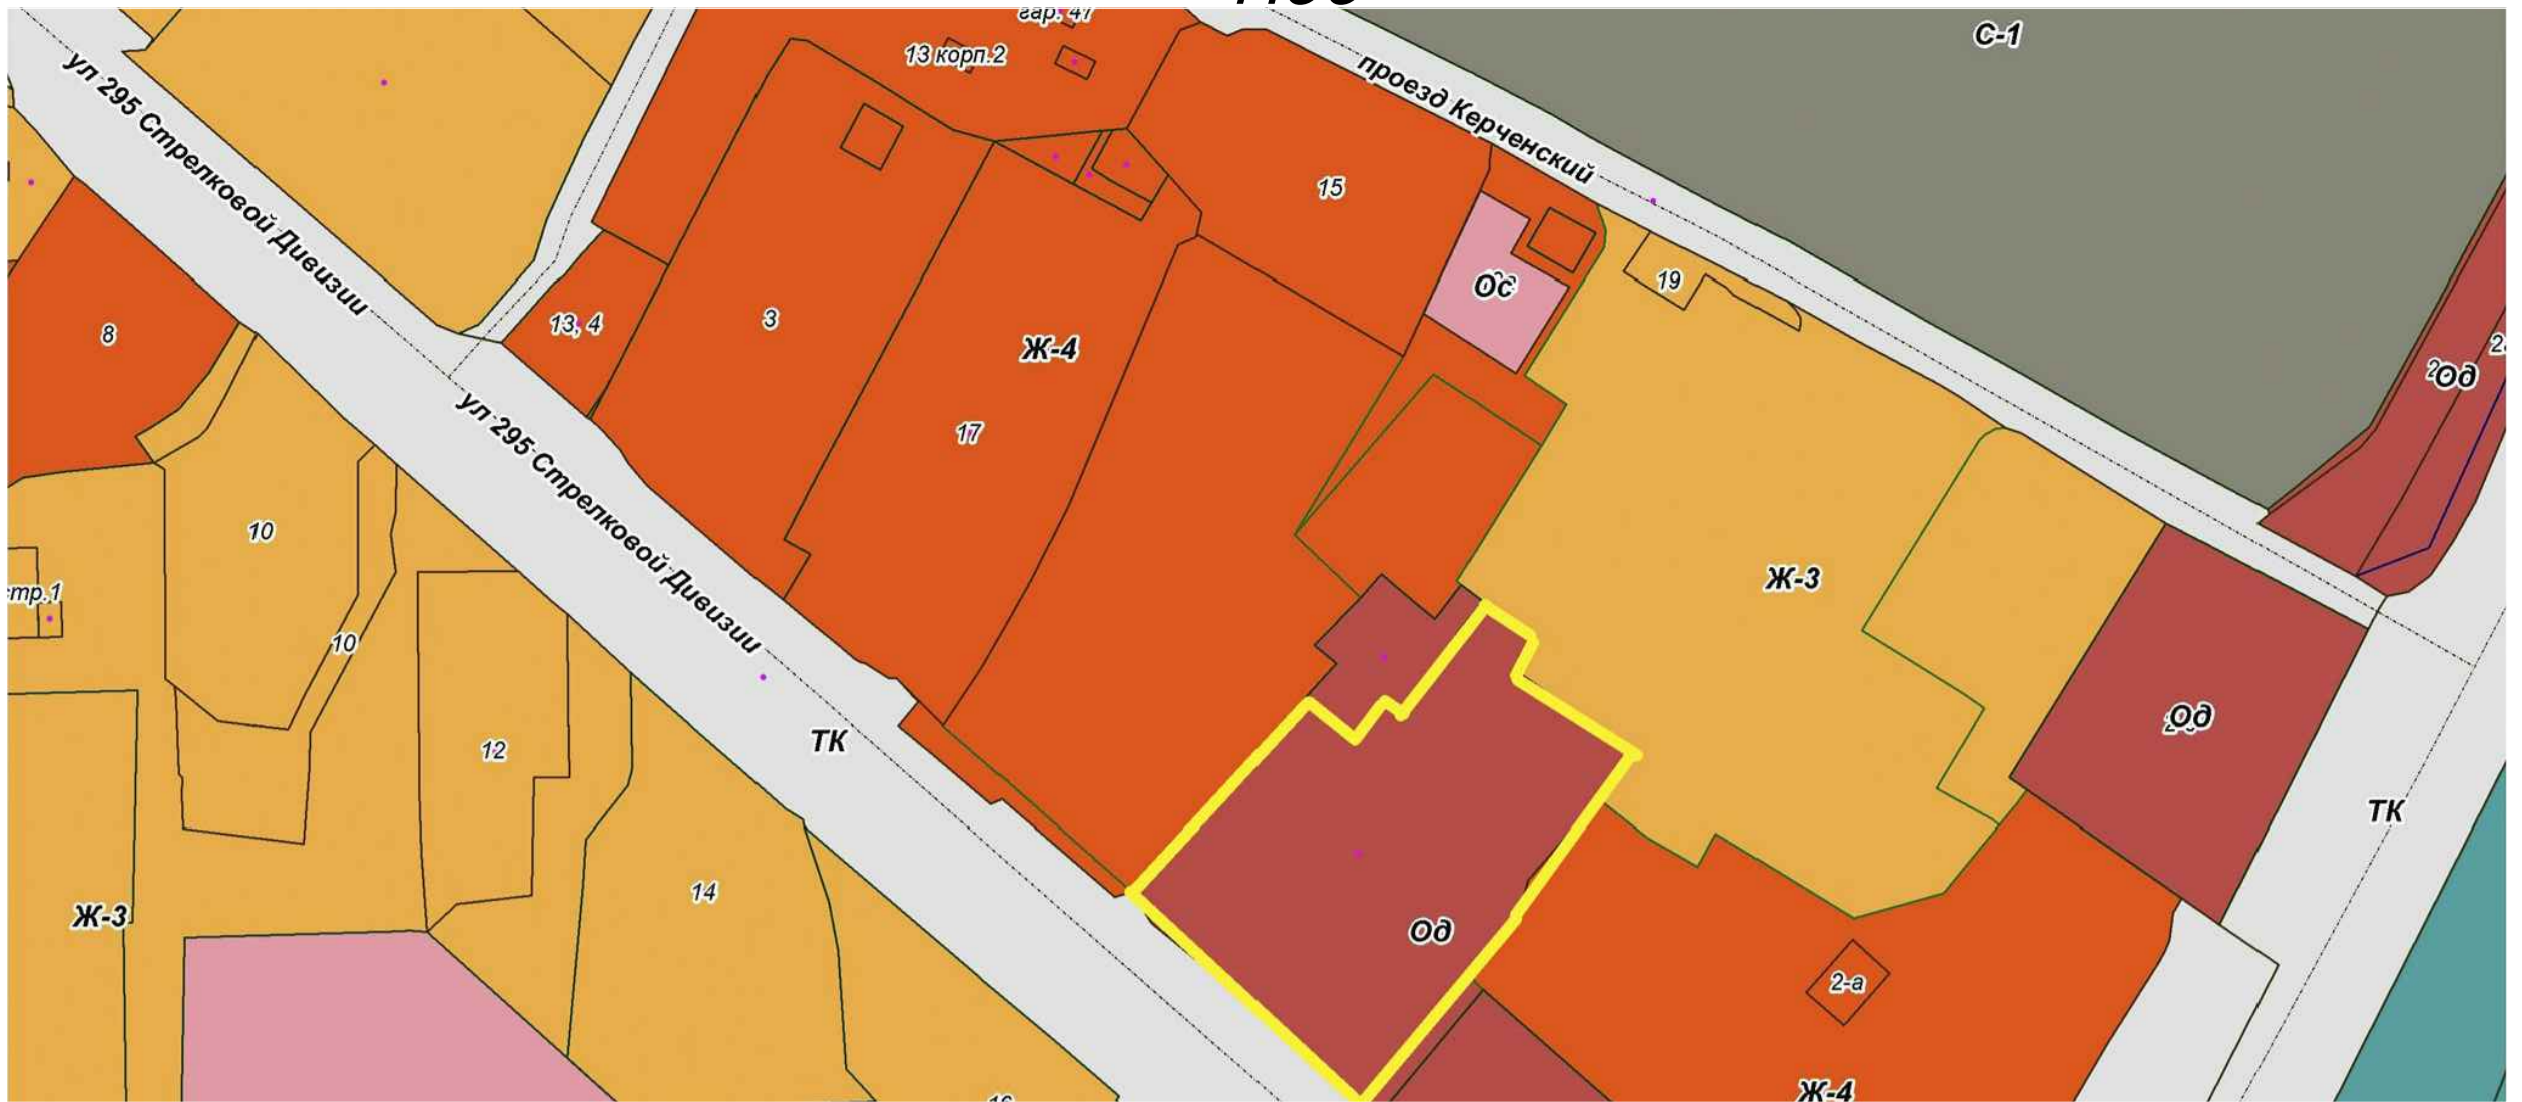 гар. 47
С-1
13 корп.2
проезд Керченский
ул 295 Стрелковой Дивизии
15
19
Ос
13, 4
3
8
Ж-4
Од
17
ул 295 Стрелковой Дивизии
10
Ж-3
стр.1
10
Од
12
ТК
ТК
14
Ж-3
Од
2-а
Ж-4